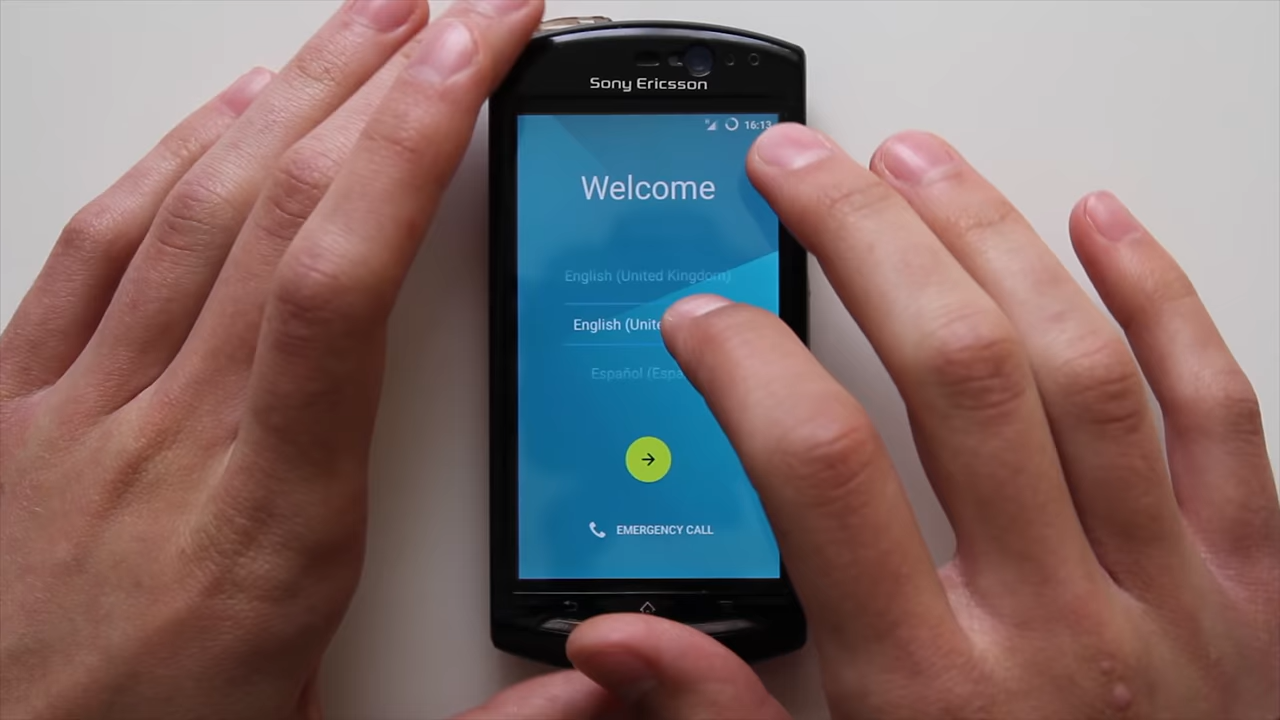 Sony Ericsson
16:13
Welcome
English (United Kingdom)
English (Unite
Español (Espa
EMERGENCY CALL